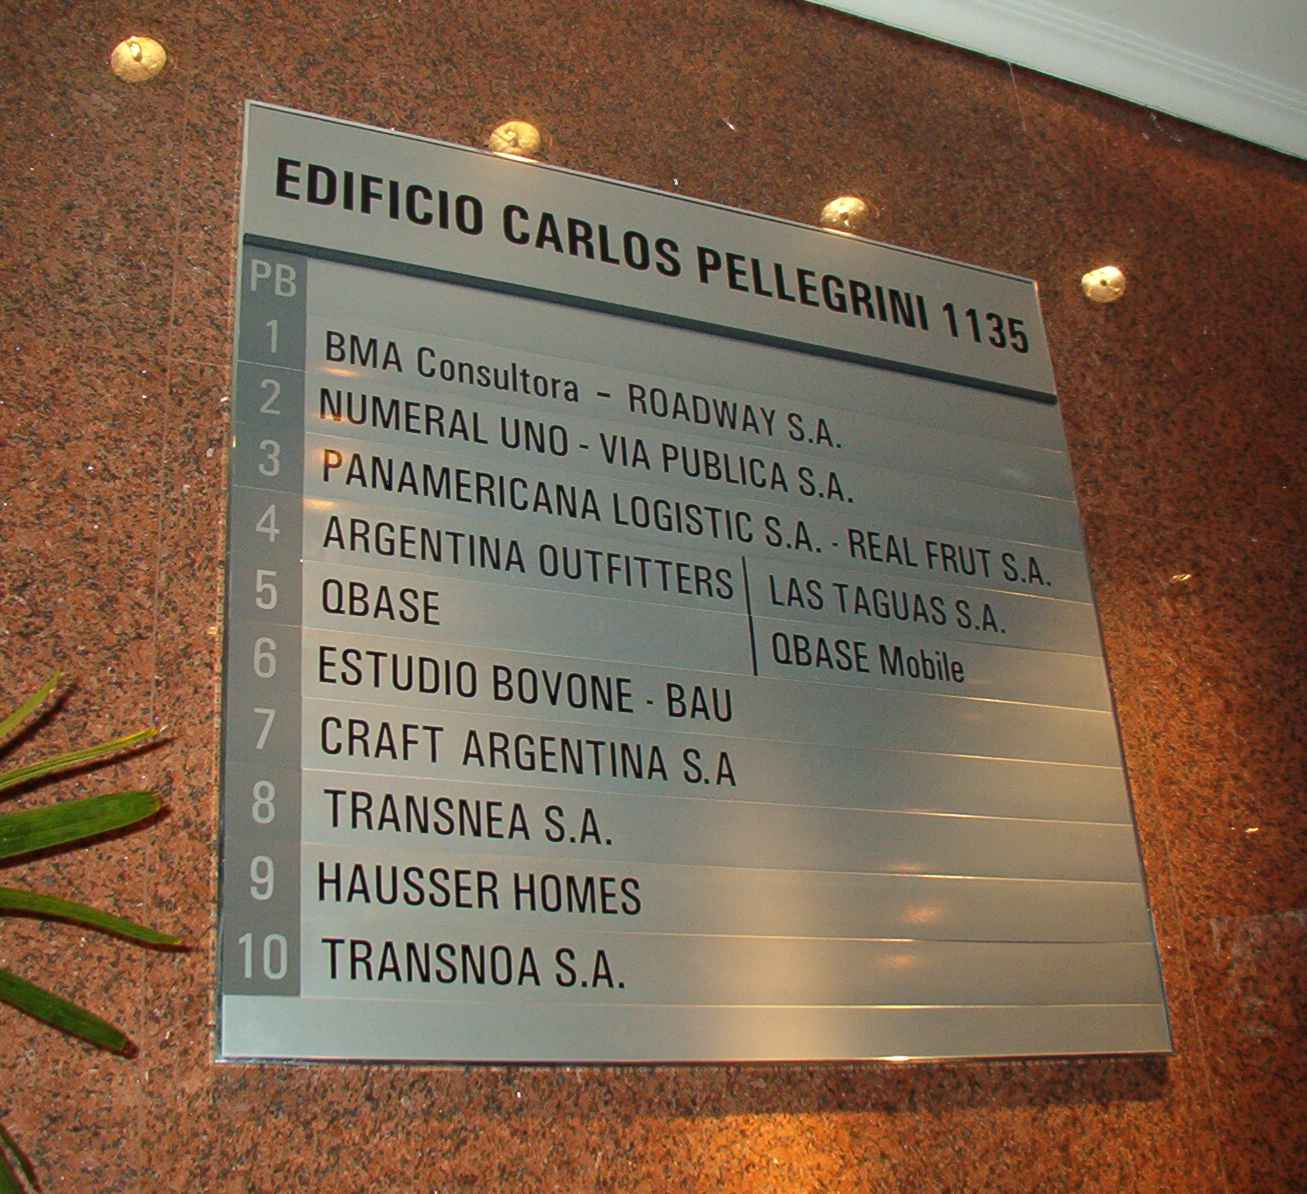 EDIFICIO CARLOS PELLEGRINI 1135
PB
1 BMA Consultora – ROADWAY S.A.
2 NUMERAL UNO - VIA PUBLICA S.A.
3 PANAMERICANA LOGISTIC S.A. - REAL FRUT S.A.
4 ARGENTINA OUTFITTERS LAS TAGUAS S.A.
5 QBASE QBASE Mobile
6 ESTUDIO BOVONE - BAU
7 CRAFT ARGENTINA S.A
8 TRANSNEA S.A.
9 HAUSSER HOMES
10 TRANSNOA S.A.